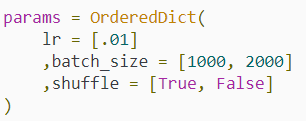 params = OrderedDict(
    lr = [.01]
    ,batch_size = [1000, 2000]
    ,shuffle = [True, False]
)